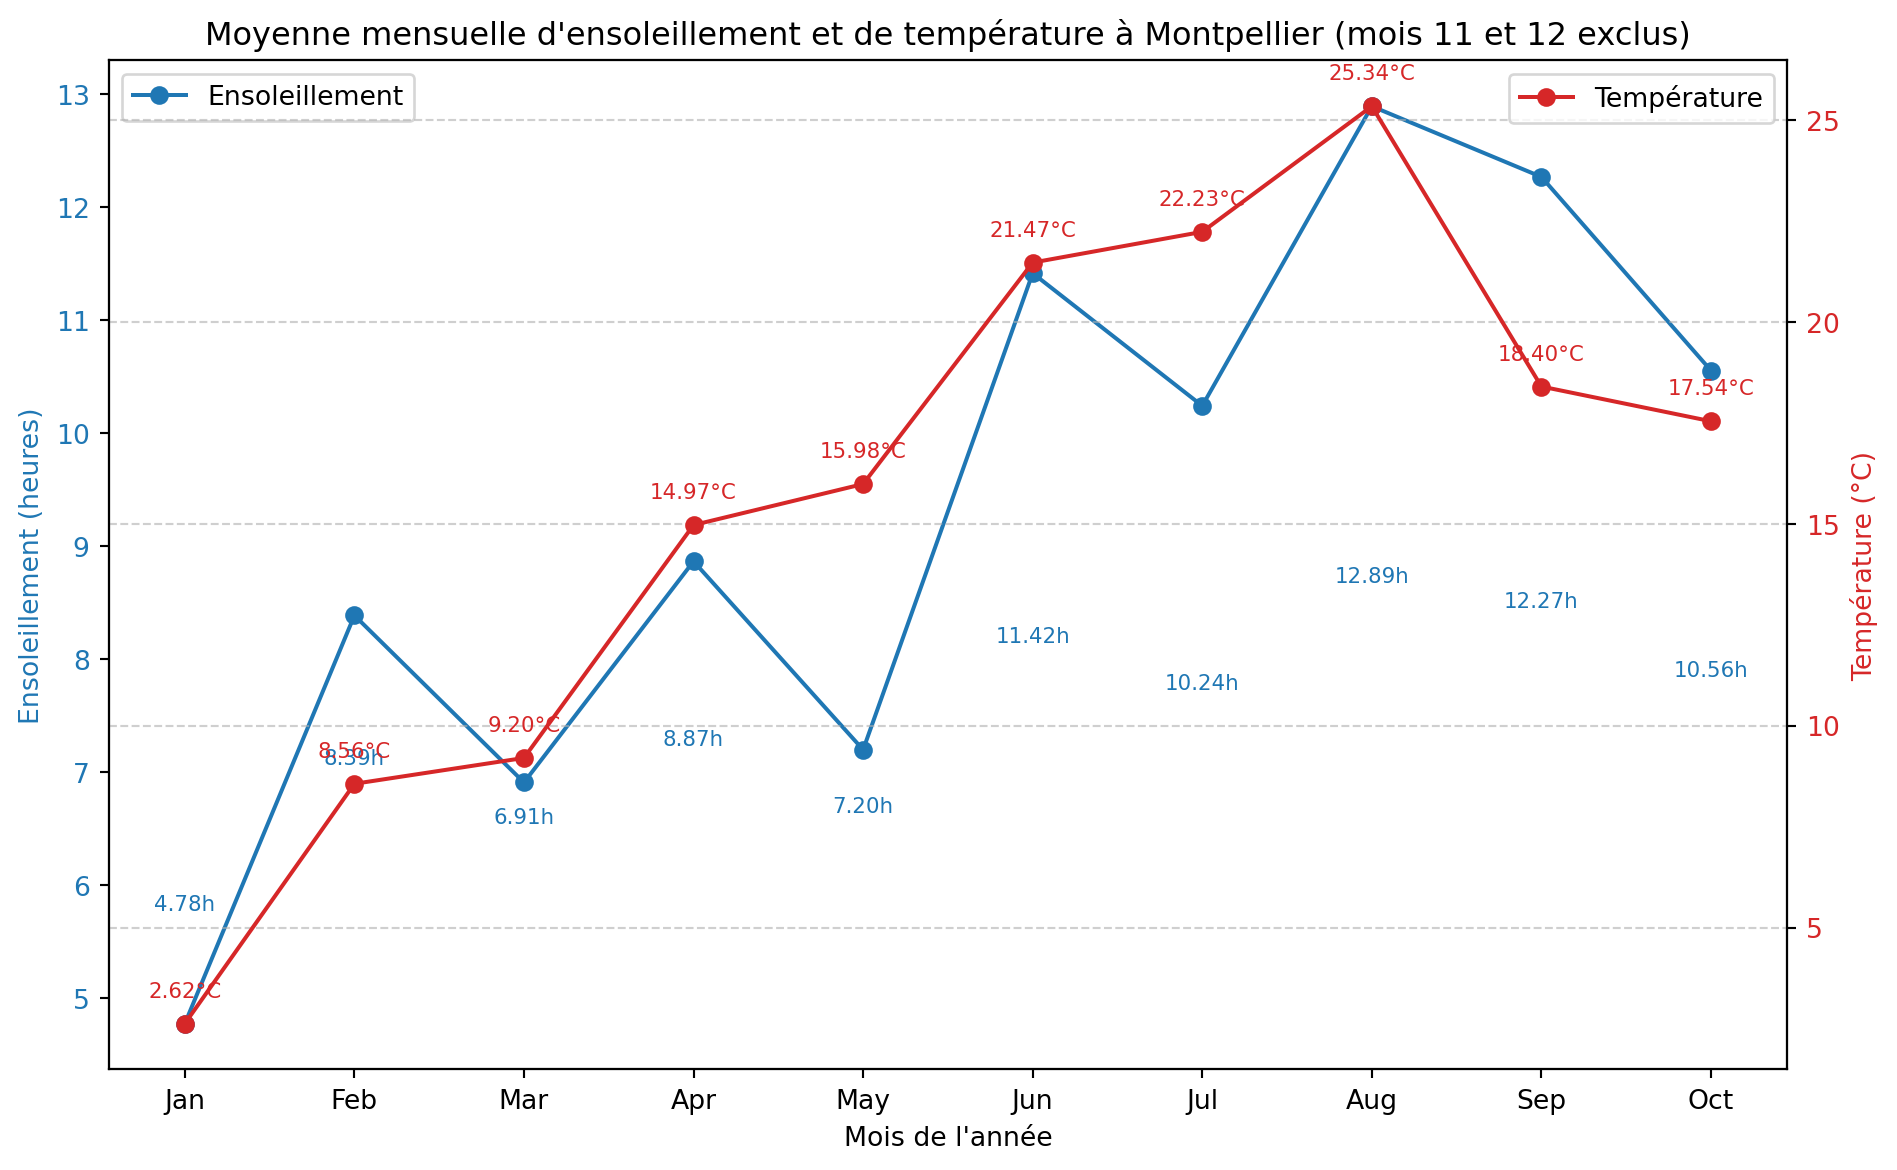 Moyenne mensuelle d'ensoleillement et de température à Montpellier (mois 11 et 12 exclus)
Ensoleillement
Température
Ensoleillement (heures)
13
12
11
10
9
8
7
6
5
25
20
15
10
5
Température (°C)
2.62°C
8.56°C
9.20°C
14.97°C
15.98°C
21.47°C
22.23°C
25.34°C
18.40°C
17.54°C
4.78h
8.39h
6.91h
8.87h
7.20h
11.42h
10.24h
12.89h
12.27h
10.56h
Jan Feb Mar Apr May Jun Jul Aug Sep Oct
Mois de l'année